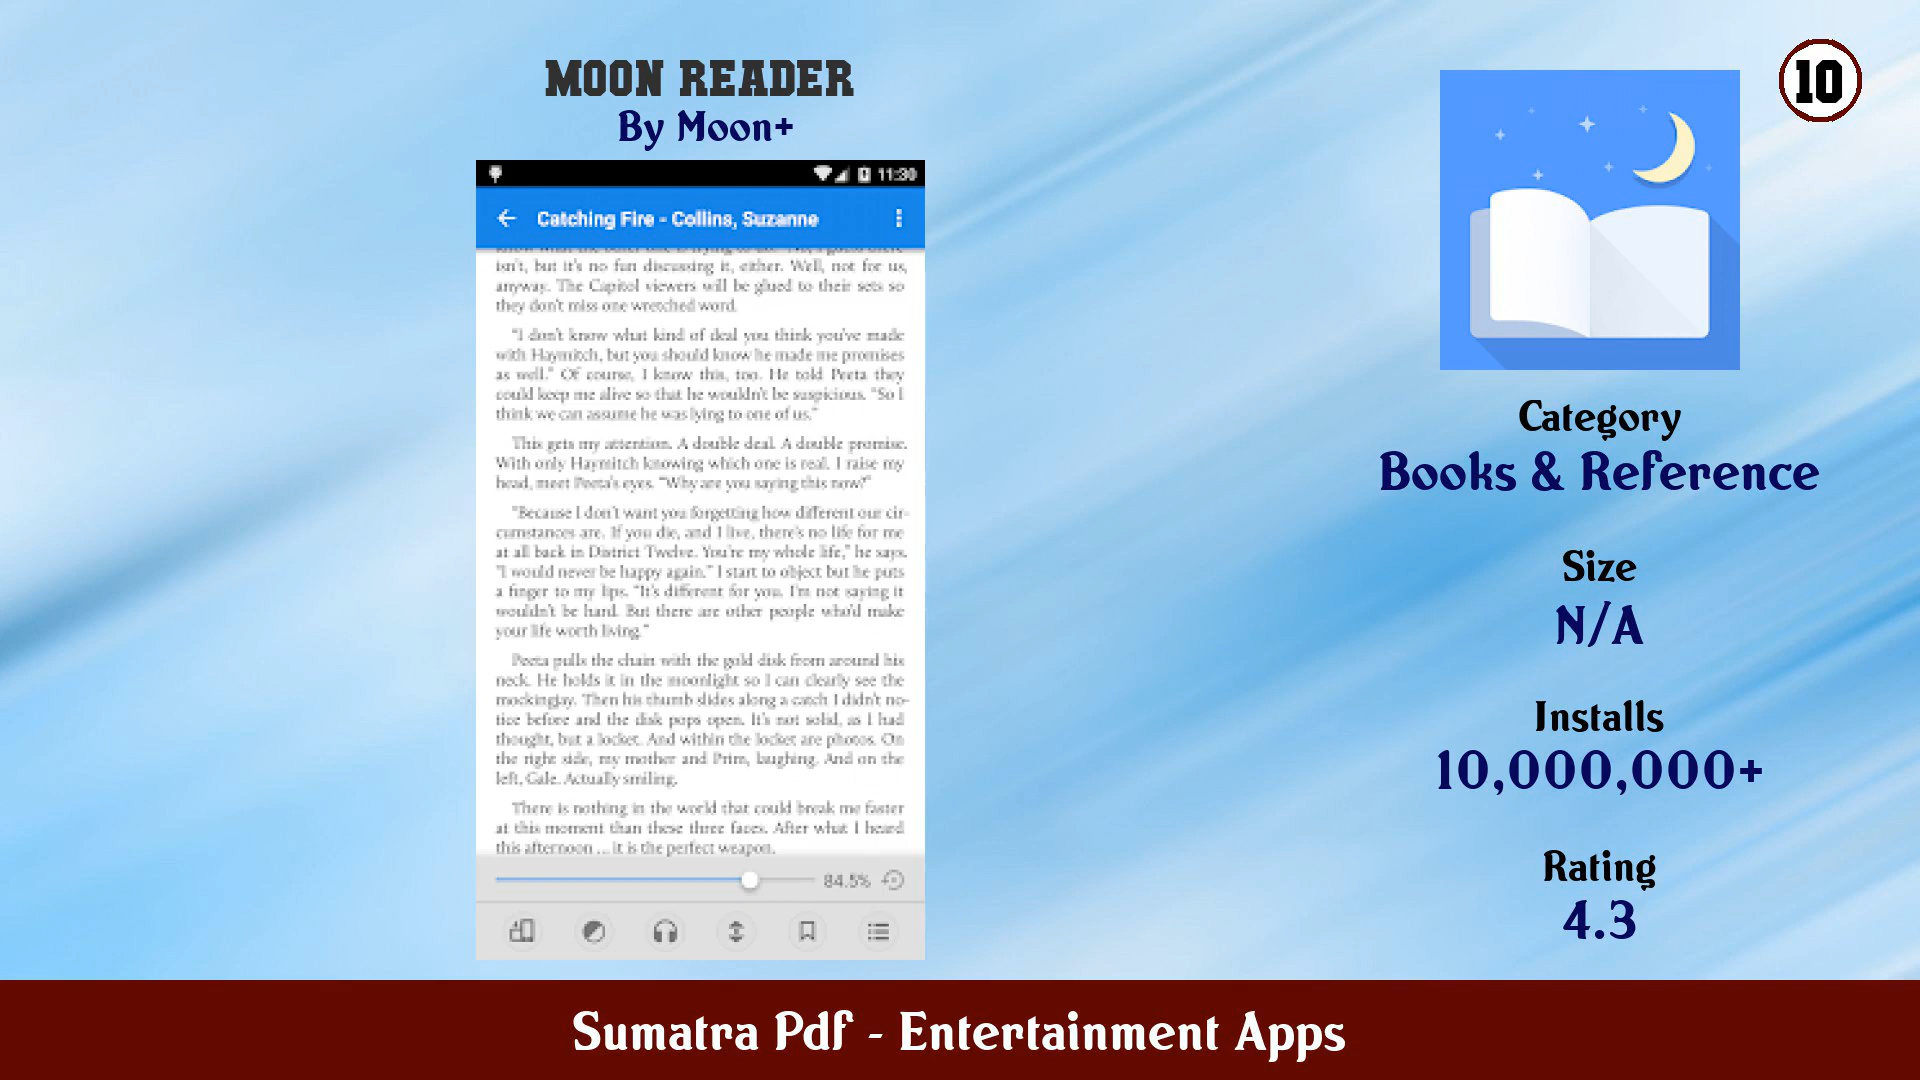 MOON READER
By Moon+
10
11:30
Catching Fire - Collins, Suzanne
isn't, but it's no fun discussing it, either. Well, not for us,
anyway. The Capitol viewers will be glued to their sets so
they don't miss one wretched word.
"I don't know what kind of deal you think you've made
with Haymitch, but you should know he made me promises
as well." Of course, I know this, too. He told Peeta they
could keep me alive so that he wouldn't be suspicious. "So I
think we can assume he was lying to one of us."
This gets my attention. A double deal. A double promise.
With only Haymitch knowing which one is real. I raise my
head, meet Peeta's eyes. "Why are you saying this now?"
"Because I don't want you forgetting how different our cir-
cumstances are. If you die, and I live, there's no life for me
at all back in District Twelve. You're my whole life," he says.
"I would never be happy again." I start to object but he puts
a finger to my lips. "It's different for you. I'm not saying it
wouldn't be hard. But there are other people who'd make
your life worth living."
Peeta pulls the chain with the gold disk from around his
neck. He holds it in the moonlight so I can clearly see the
mockingjay. Then his thumb slides along a catch I didn't no-
tice before and the disk pops open. It's not solid, as I had
thought, but a locket. And within the locket are photos. On
the right side, my mother and Prim, laughing. And on the
left, Gale. Actually smiling.
There is nothing in the world that could break me faster
at this moment than these three faces. After what I heard
this afternoon ... it is the perfect weapon.
84.5%
Category
Books & Reference
Size
N/A
Installs
10,000,000+
Rating
4.3
Sumatra Pdf - Entertainment Apps